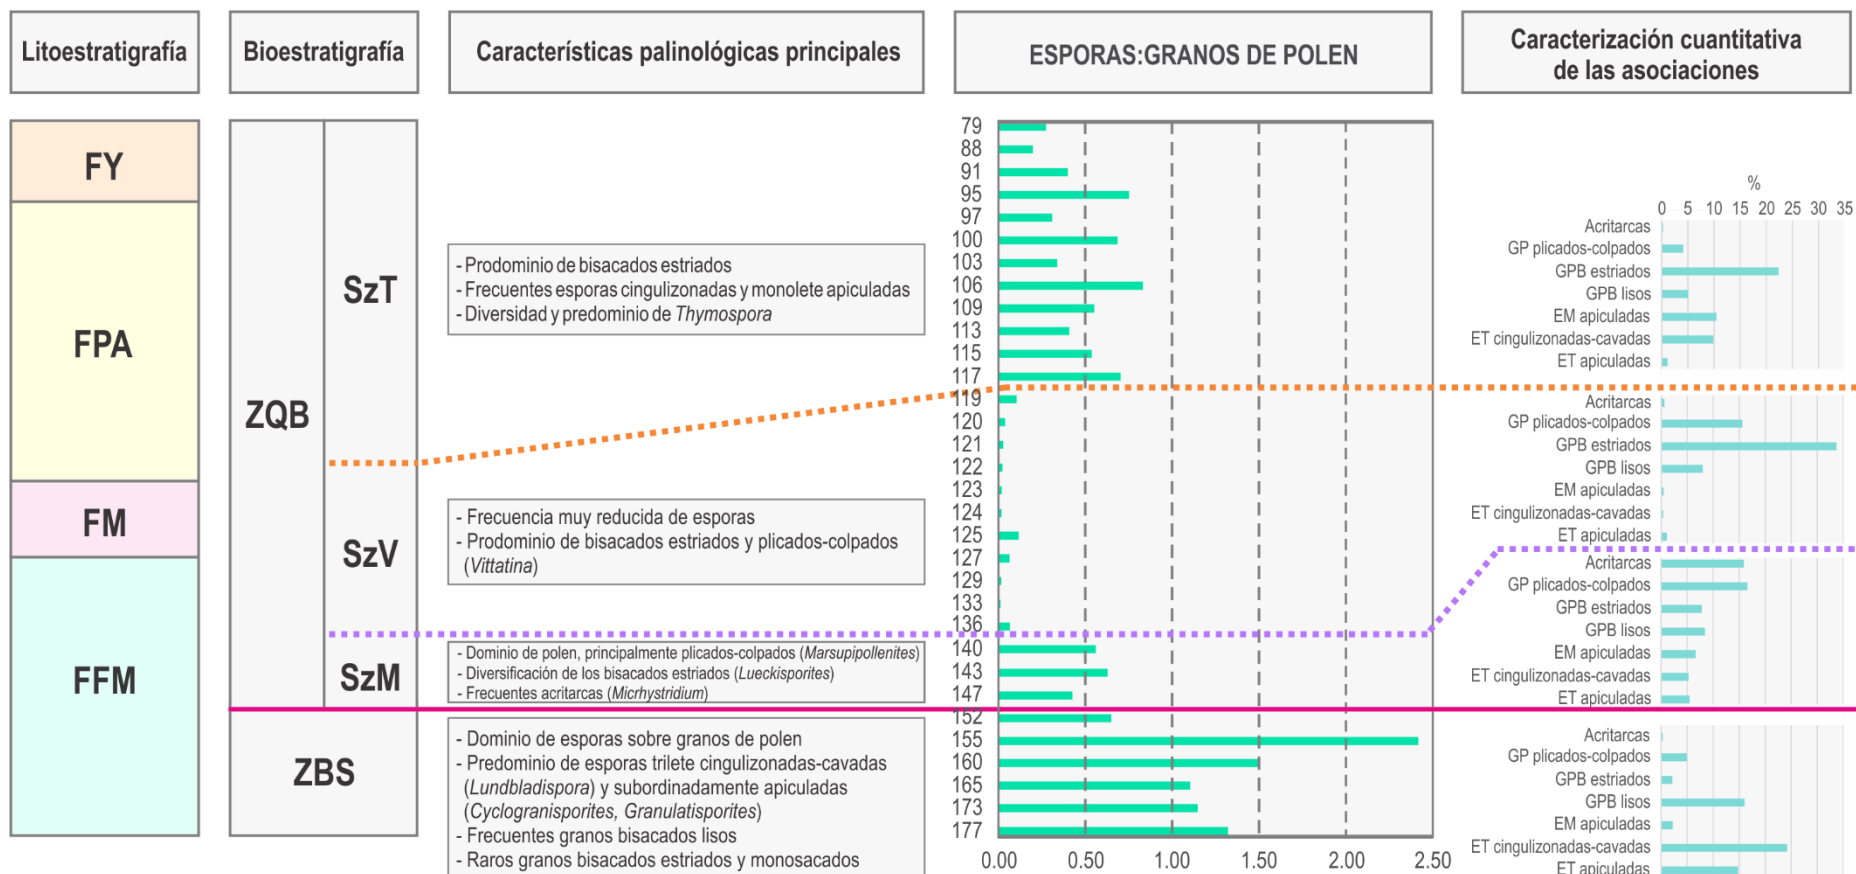 Litoestratigrafía
Bioestratigrafía
Características palinológicas principales
ESPORAS:GRANOS DE POLEN
Caracterización cuantitativa
de las asociaciones
FY
FPA
FM
FFM
ZQB
SzT
SzV
SzM
ZBS
- Prodominio de bisacados estriados
- Frecuentes esporas cingulizonadas y monolete apiculadas
- Diversidad y predominio de Thymospora
- Frecuencia muy reducida de esporas
- Prodominio de bisacados estriados y plicados-colpados
(Vittatina)
- Dominio de polen, principalmente plicados-colpados (Marsupipollenites)
- Diversificación de los bisacados estriados (Lueckisporites)
- Frecuentes acritarcas (Micrhystridium)
- Dominio de esporas sobre granos de polen
- Predominio de esporas trilete cingulizonadas-cavadas
(Lundbladispora) y subordinadamente apiculadas
(Cyclogranisporites, Granulatisporites)
- Frecuentes granos bisacados lisos
- Raros granos bisacados estriados y monosacados
79
88
91
95
97
100
103
106
109
113
115
117
119
120
121
122
123
124
125
127
129
133
136
140
143
147
152
155
160
165
173
177
0.00 0.50 1.00 1.50 2.00 2.50
%
0 5 10 15 20 25 30 35
Acritarcas
GP plicados-colpados
GPB estriados
GPB lisos
EM apiculadas
ET cingulizonadas-cavadas
ET apiculadas
Acritarcas
GP plicados-colpados
GPB estriados
GPB lisos
EM apiculadas
ET cingulizonadas-cavadas
ET apiculadas
Acritarcas
GP plicados-colpados
GPB estriados
GPB lisos
EM apiculadas
ET cingulizonadas-cavadas
ET apiculadas
Acritarcas
GP plicados-colpados
GPB estriados
GPB lisos
EM apiculadas
ET cingulizonadas-cavadas
ET apiculadas